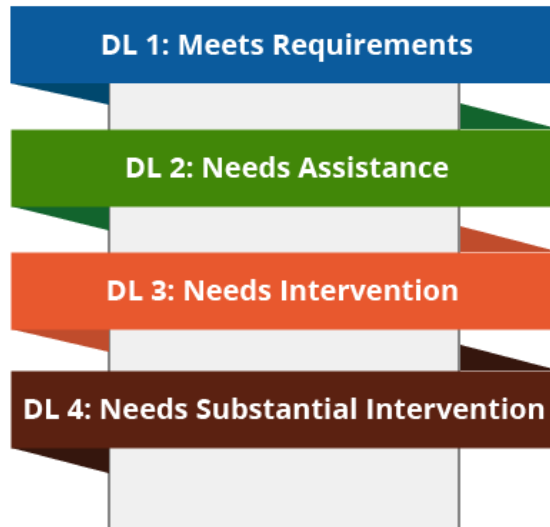 DL 1: Meets Requirements
DL 2: Needs Assistance
DL 3: Needs Intervention
DL 4: Needs Substantial Intervention